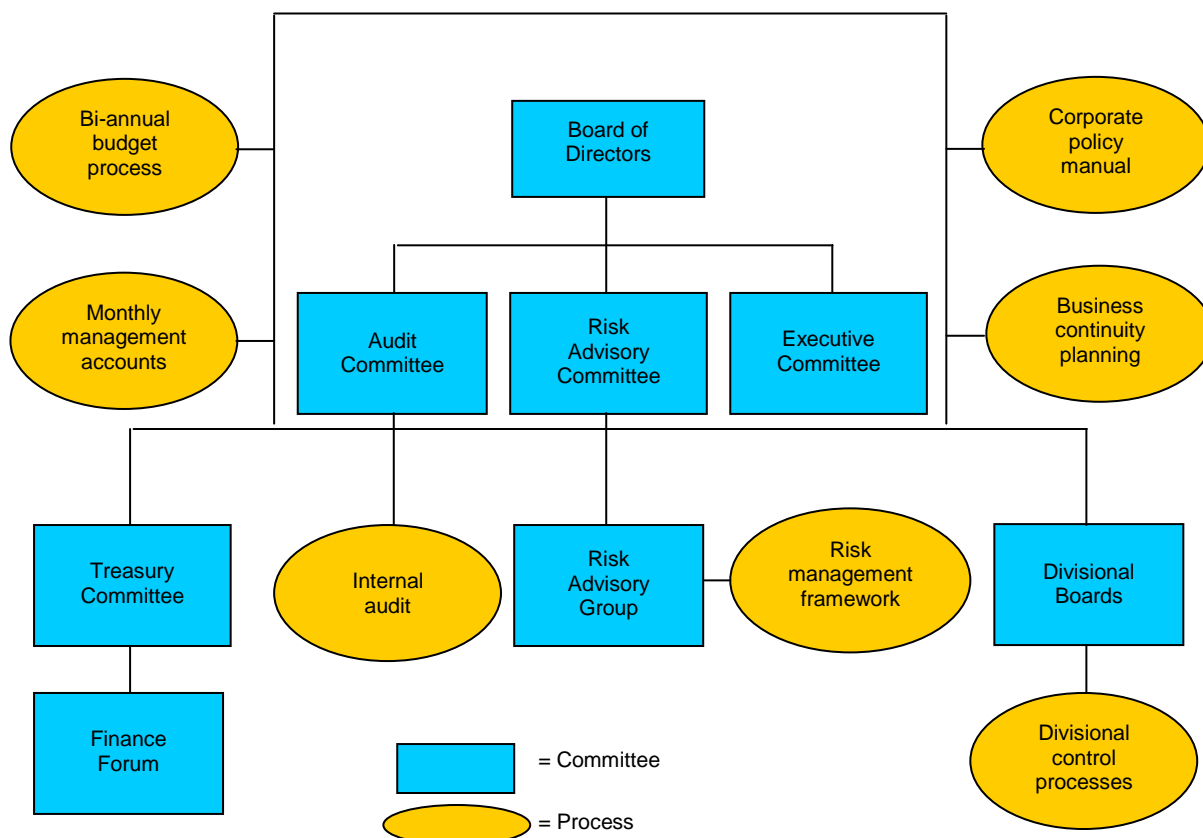 Bi-annual
budget
process
Board of
Directors
Corporate
policy
manual
Monthly
management
accounts
Audit
Committee
Risk
Advisory
Committee
Executive
Committee
Business
continuity
planning
Treasury
Committee
Internal
audit
Risk
Advisory
Group
Risk
management
framework
Divisional
Boards
Finance
Forum
Divisional
control
processes
= Committee
= Process